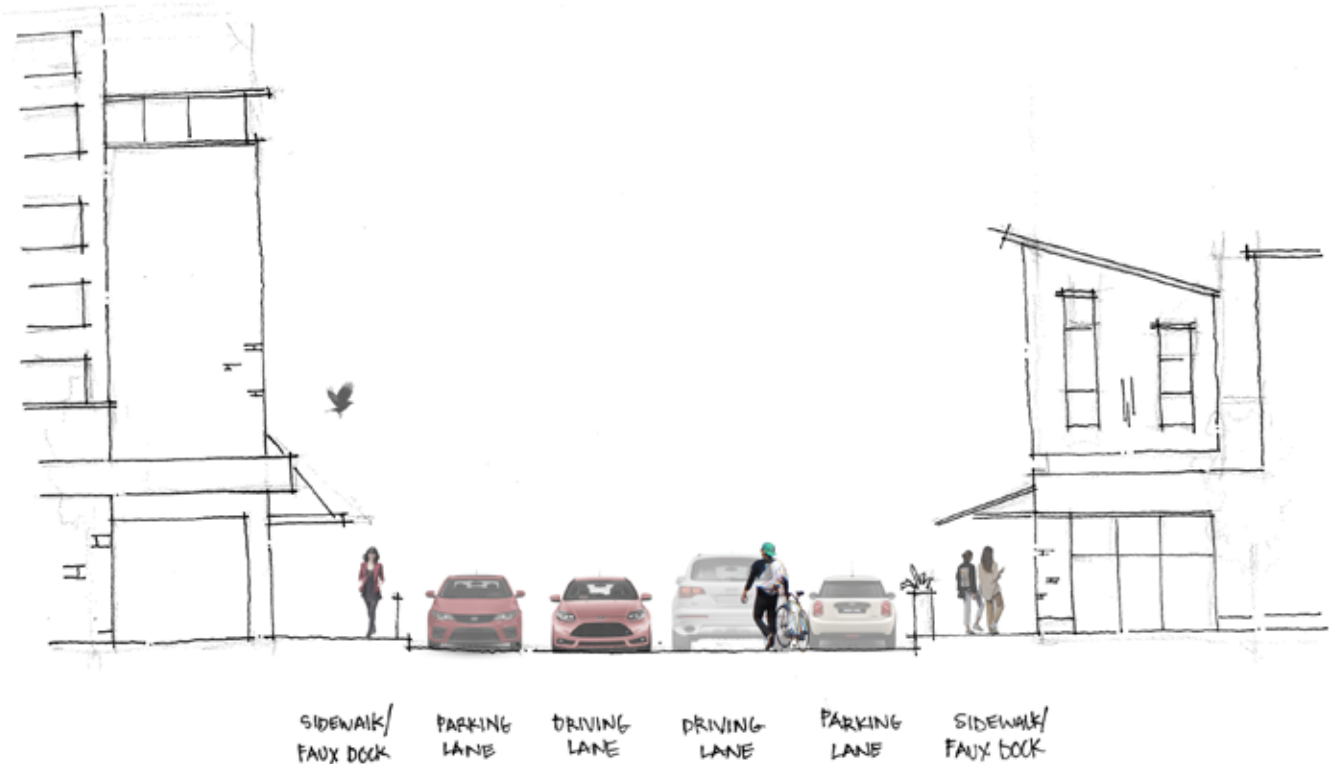 SIDEWALK/
FAUX DOCK
PARKING
LANE
DRIVING
LANE
DRIVING
LANE
PARKING
LANE
SIDEWALK/
FAUX DOCK